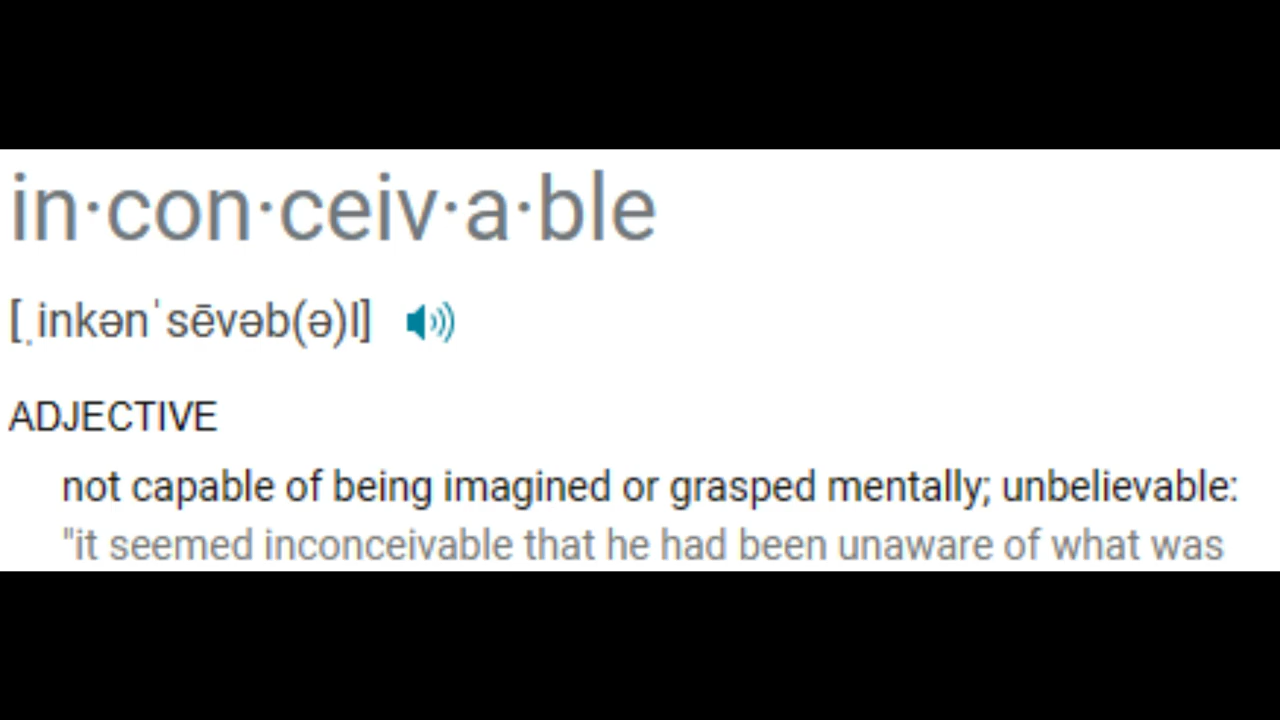 in·con·ceiv·a·ble
[ˌinkənˈsēvəb(ə)l]
ADJECTIVE
not capable of being imagined or grasped mentally; unbelievable:
"it seemed inconceivable that he had been unaware of what was